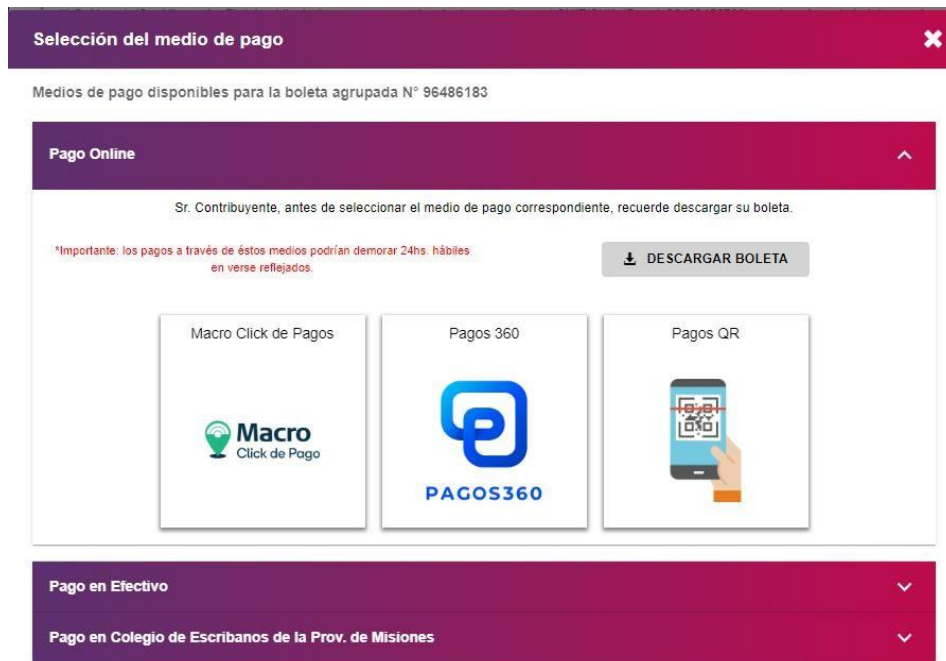 Selección del medio de pago
Medios de pago disponibles para la boleta agrupada N° 96486183
Pago Online
Sr. Contribuyente, antes de seleccionar el medio de pago correspondiente, recuerde descargar su boleta.
*Importante: los pagos a través de éstos medios podrían demorar 24hs. hábiles
en verse reflejados.
DESCARGAR BOLETA
Macro Click de Pagos
Macro
Click de Pago
Pagos 360
PAGOS360
Pagos QR
Pago en Efectivo
Pago en Colegio de Escribanos de la Prov. de Misiones